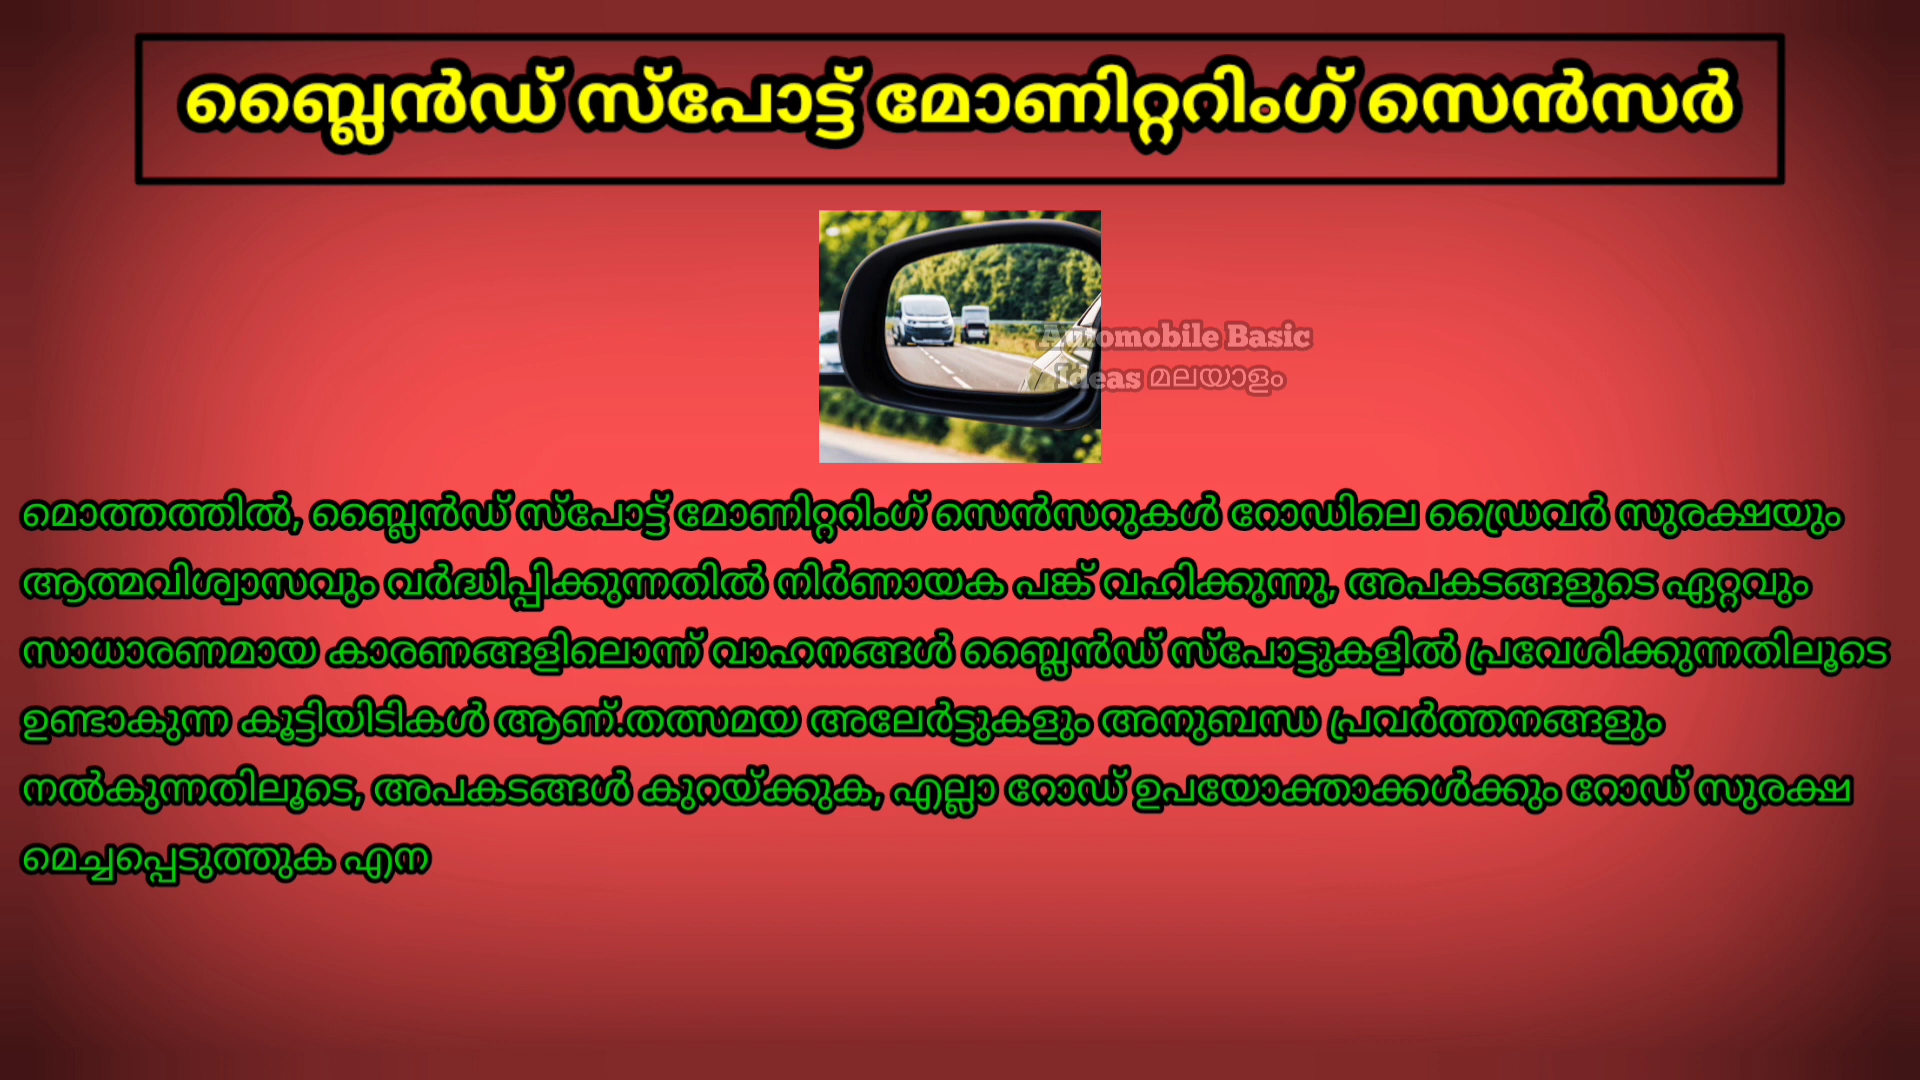 ബ്ലൈൻഡ് സ്പോട്ട് മോണിറ്ററിംഗ് സെൻസർ
Automobile Basic
Ideas മലയാളം
മൊത്തത്തിൽ, ബ്ലൈൻഡ് സ്പോട്ട് മോണിറ്ററിംഗ് സെൻസറുകൾ റോഡിലെ ഡ്രൈവർ സുരക്ഷയും
ആത്മവിശ്വാസവും വർദ്ധിപ്പിക്കുന്നതിൽ നിർണായക പങ്ക് വഹിക്കുന്നു, അപകടങ്ങളുടെ ഏറ്റവും
സാധാരണമായ കാരണങ്ങളിലൊന്ന് വാഹനങ്ങൾ ബ്ലൈൻഡ് സ്പോട്ടുകളിൽ പ്രവേശിക്കുന്നതിലൂടെ
ഉണ്ടാകുന്ന കൂട്ടിയിടികൾ ആണ്.തത്സമയ അലേർട്ടുകളും അനുബന്ധ പ്രവർത്തനങ്ങളും
നൽകുന്നതിലൂടെ, അപകടങ്ങൾ കുറയ്ക്കുക, എല്ലാ റോഡ് ഉപയോക്താക്കൾക്കും റോഡ് സുരക്ഷ
മെച്ചപ്പെടുത്തുക എന